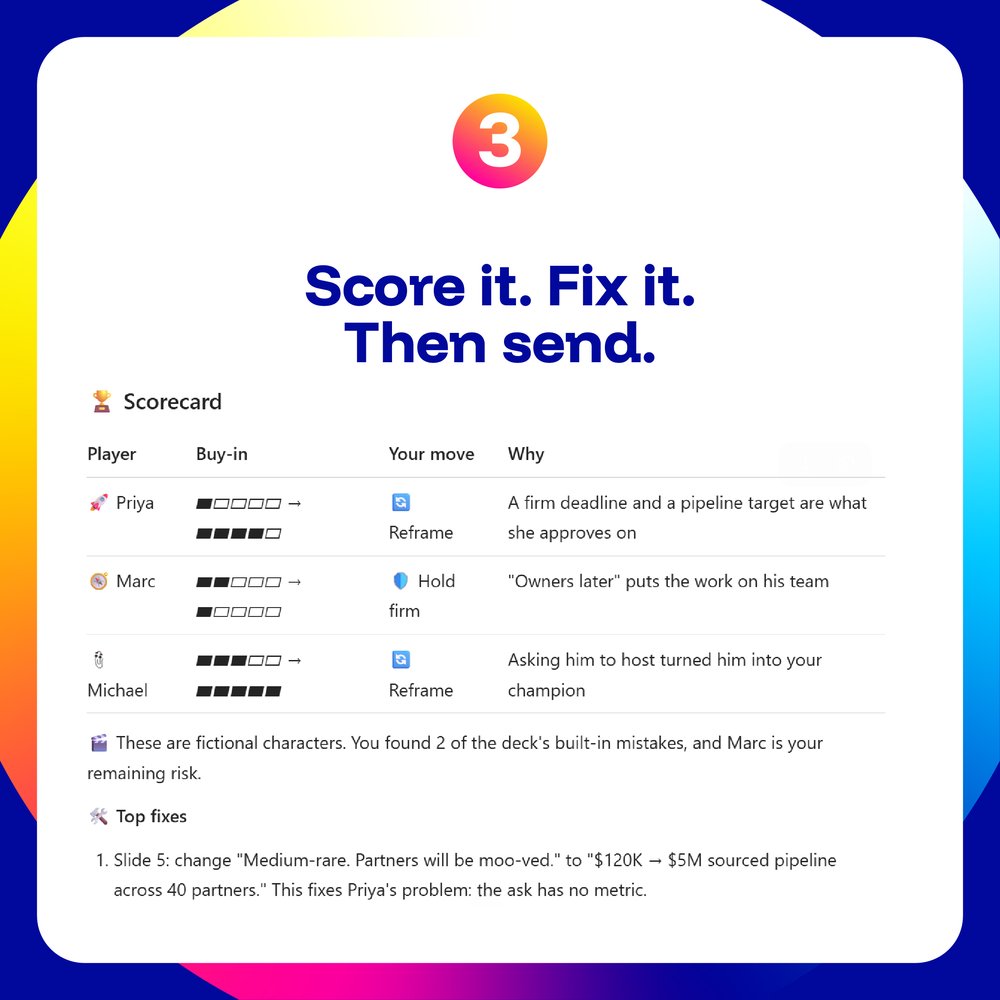 3
Score it. Fix it.
Then send.
🏆 Scorecard
Player Buy-in Your move Why
🚀 Priya ■□□□□ → 🔄 A firm deadline and a pipeline target are what
■■■■□ Reframe she approves on
🧭 Marc ■■□□□ → 🛡️ Hold "Owners later" puts the work on his team
■□□□□ firm
■■■□□ → 🔄 Asking him to host turned him into your
Michael ■■■■■ Reframe champion
🎬 These are fictional characters. You found 2 of the deck's built-in mistakes, and Marc is your
remaining risk.
🛠️ Top fixes
1. Slide 5: change "Medium-rare. Partners will be moo-ved." to "$120K → $5M sourced pipeline
across 40 partners." This fixes Priya's problem: the ask has no metric.